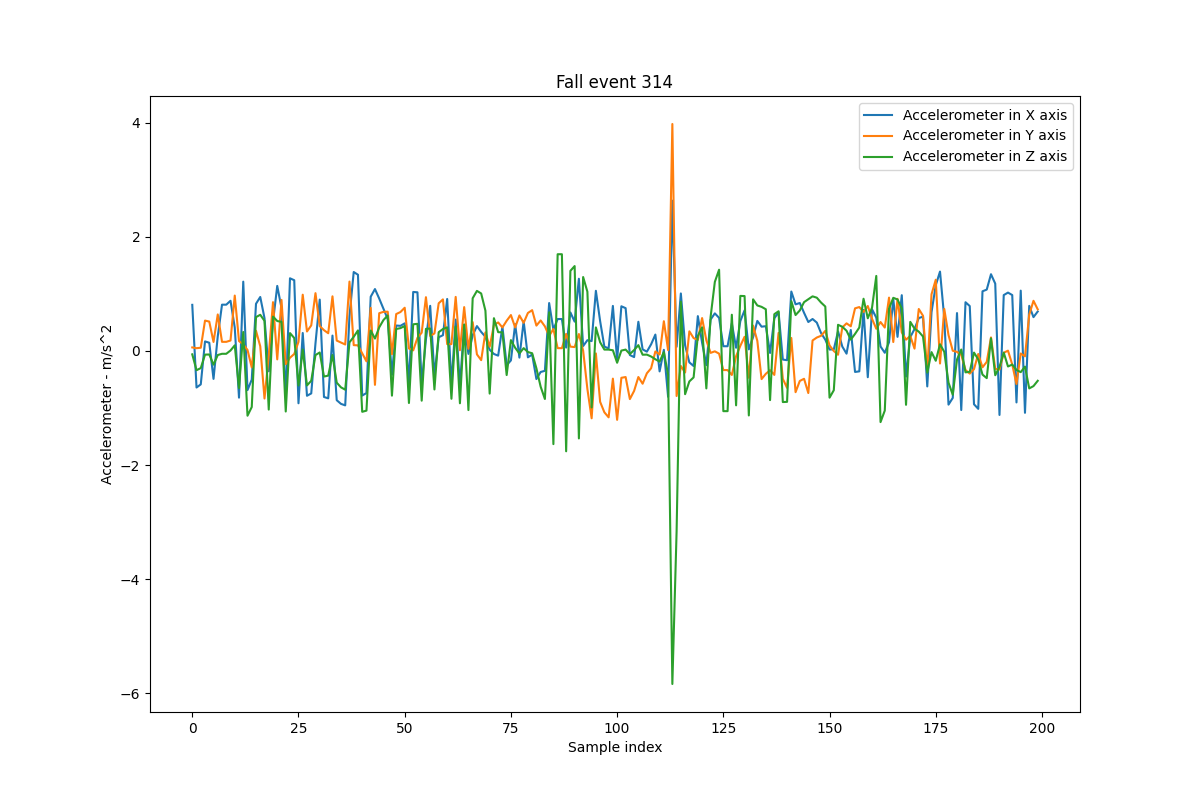 Fall event 314
Accelerometer in X axis
Accelerometer in Y axis
Accelerometer in Z axis
4
2
0
−2
−4
−6
Accelerometer - m/s^2
0 25 50 75 100 125 150 175 200
Sample index